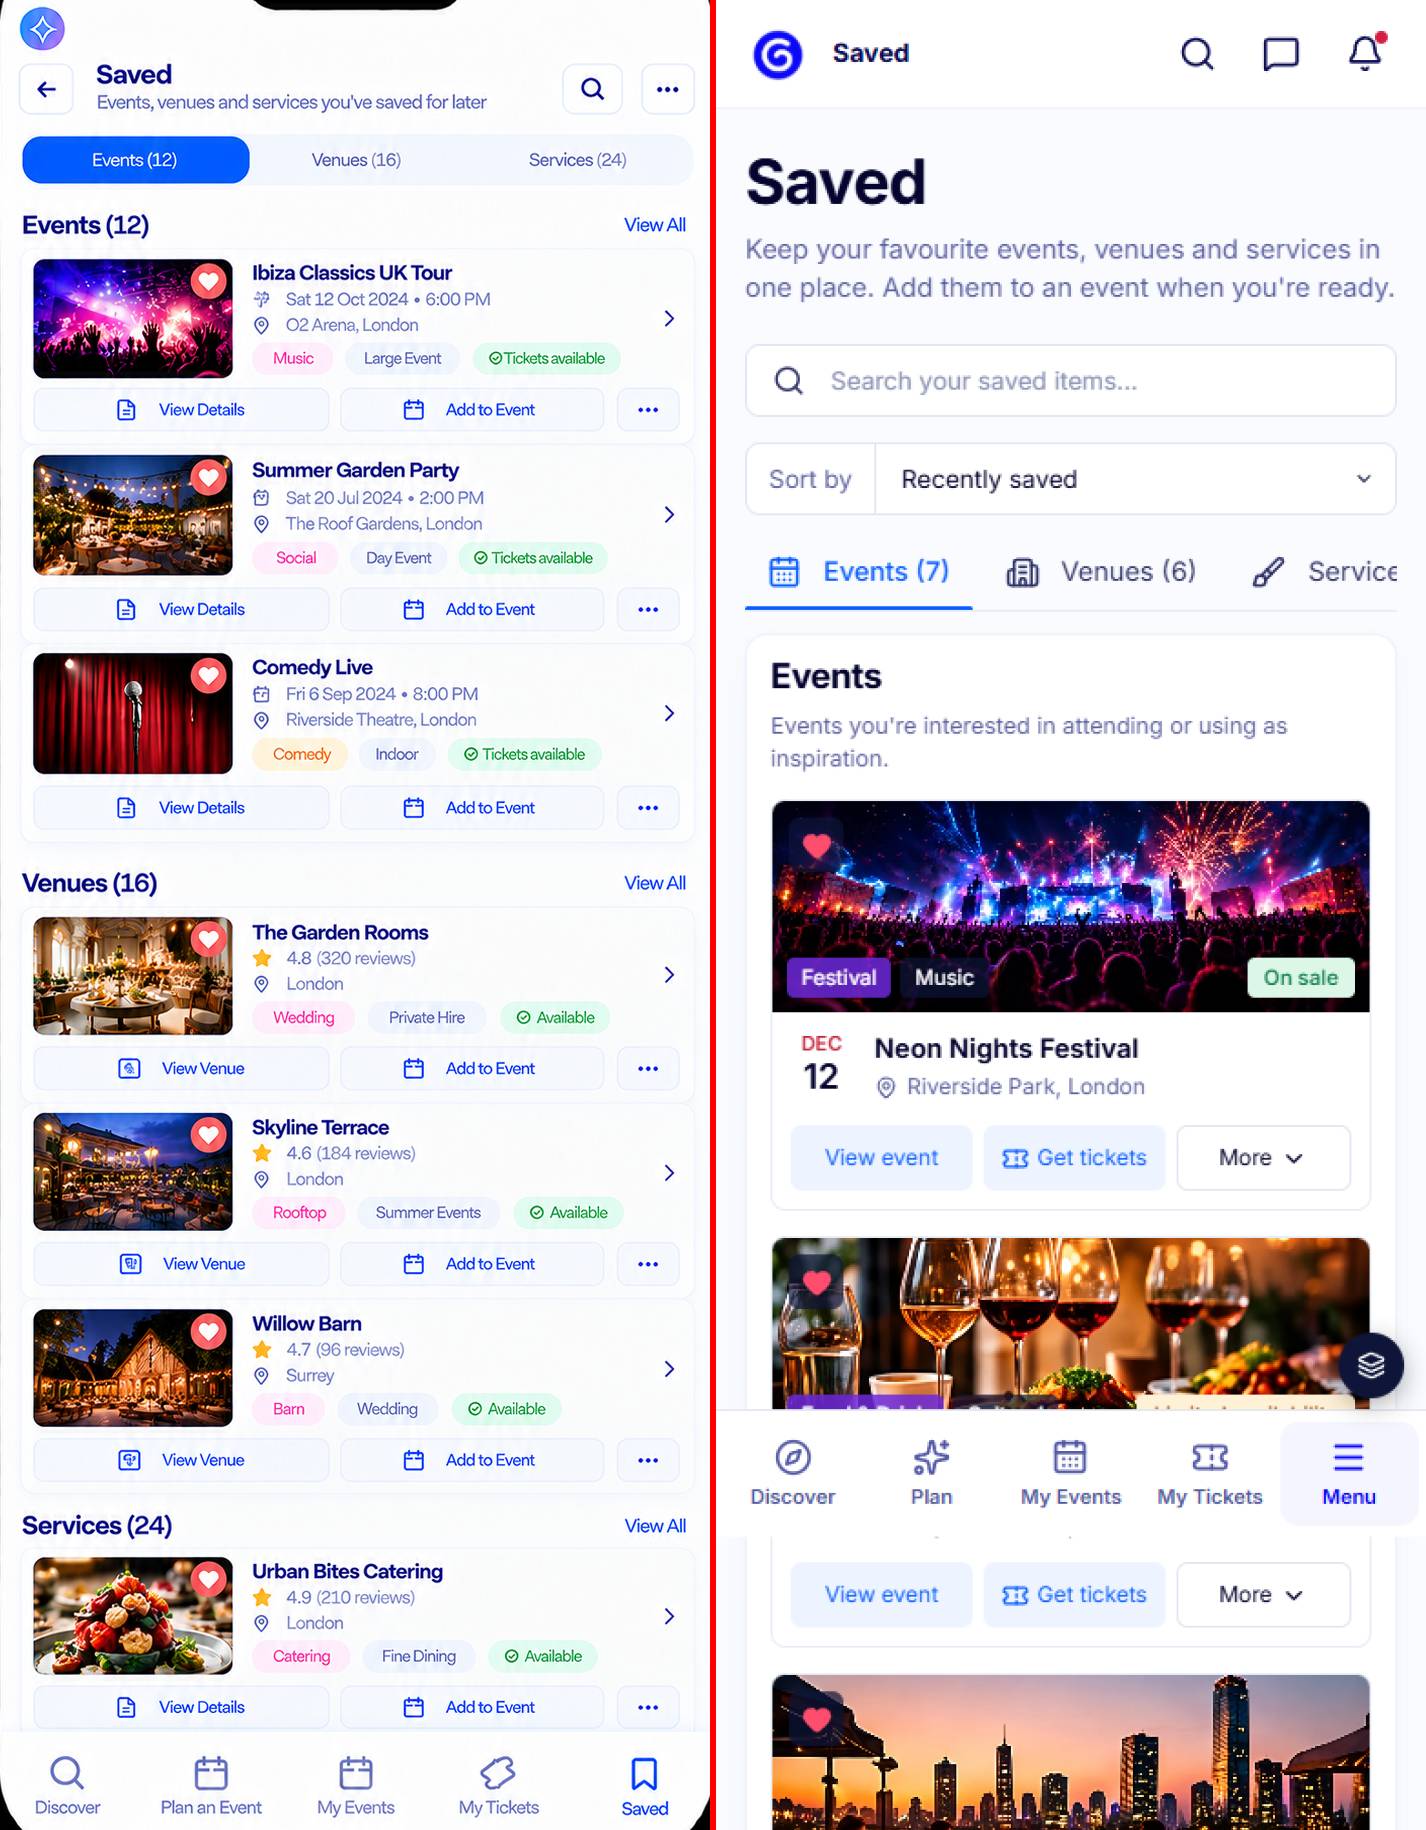 Saved
Events, venues and services you've saved for later
Events (12)
Venues (16)
Services (24)
Events (12)
View All
Ibiza Classics UK Tour
Sat 12 Oct 2024 • 6:00 PM
O2 Arena, London
Music
Large Event
Tickets available
View Details
Add to Event
Summer Garden Party
Sat 20 Jul 2024 • 2:00 PM
The Roof Gardens, London
Social
Day Event
Tickets available
View Details
Add to Event
Comedy Live
Fri 6 Sep 2024 • 8:00 PM
Riverside Theatre, London
Comedy
Indoor
Tickets available
View Details
Add to Event
Venues (16)
View All
The Garden Rooms
4.8 (320 reviews)
London
Wedding
Private Hire
Available
View Venue
Add to Event
Skyline Terrace
4.6 (184 reviews)
London
Rooftop
Summer Events
Available
View Venue
Add to Event
Willow Barn
4.7 (96 reviews)
Surrey
Barn
Wedding
Available
View Venue
Add to Event
Services (24)
View All
Urban Bites Catering
4.9 (210 reviews)
London
Catering
Fine Dining
Available
View Details
Add to Event
Discover
Plan an Event
My Events
My Tickets
Saved
Saved
Saved
Keep your favourite events, venues and services in
one place. Add them to an event when you're ready.
Search your saved items...
Sort by
Recently saved
Events (7)
Venues (6)
Service
Events
Events you're interested in attending or using as
inspiration.
Festival
Music
On sale
DEC
12
Neon Nights Festival
Riverside Park, London
View event
Get tickets
More
Discover
Plan
My Events
My Tickets
Menu
View event
Get tickets
More